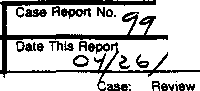 Case Report No. 99
Date This Report
04/26/
Case: Review